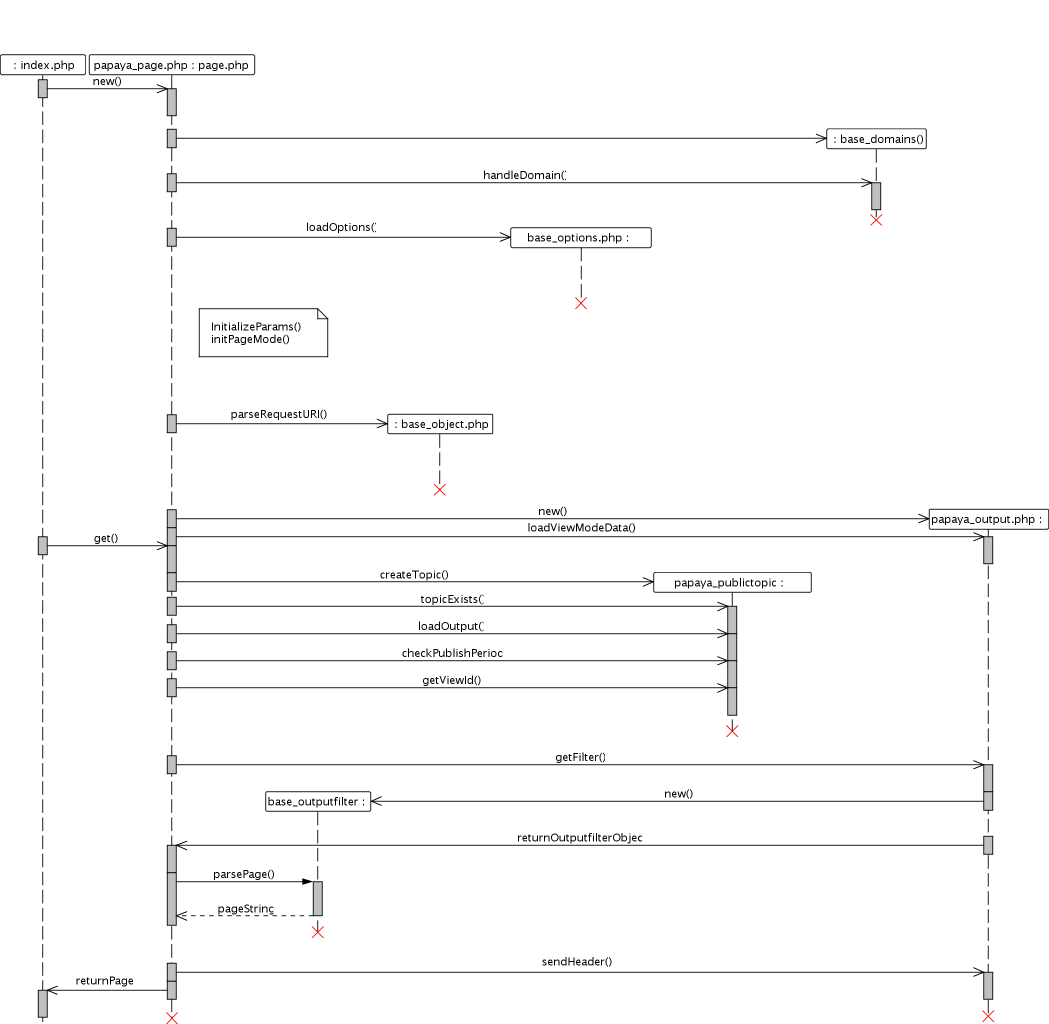 : index.php
papaya_page.php : page.php
new()
: base_domains()
handleDomain()
loadOptions()
base_options.php :
InitializeParams()
initPageMode()
parseRequestURI()
: base_object.php
new()
papaya_output.php :
loadViewModeData()
get()
createTopic()
papaya_publictopic :
topicExists(
loadOutput(
checkPublishPerioc
getViewId()
getFilter()
new()
base_outputfilter :
returnOutputfilterObjec
parsePage()
pageString
sendHeader()
returnPage